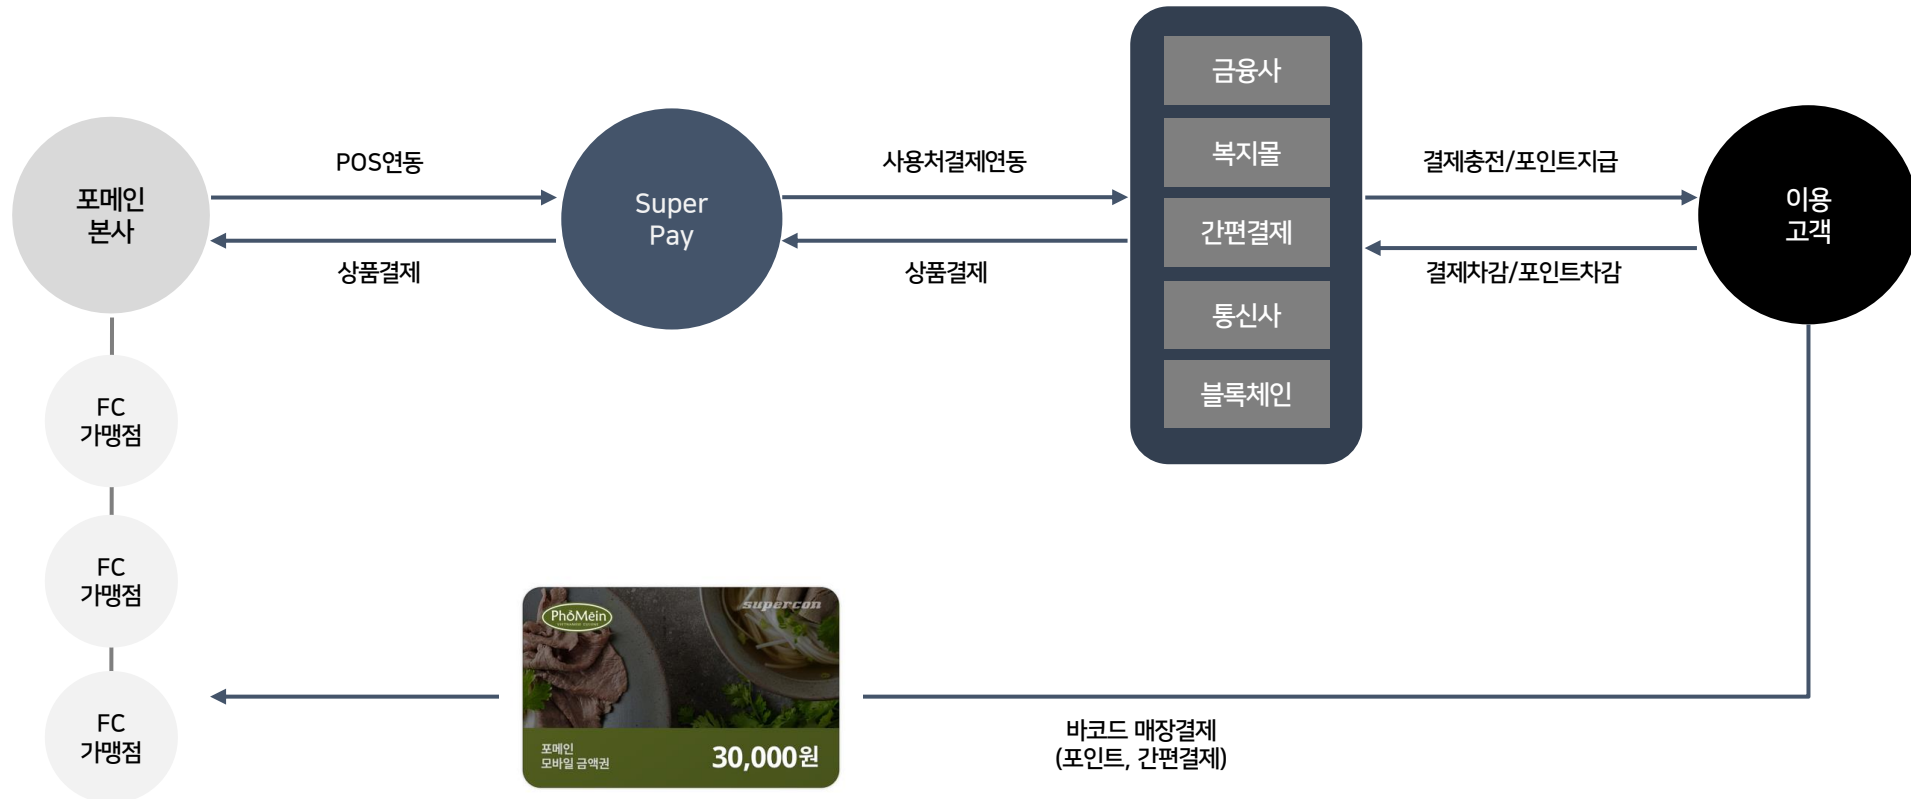 금융사
복지몰
간편결제
통신사
블록체인
포메인
본사
POS연동
상품결제
Super
Pay
사용처결제연동
상품결제
결제충전/포인트지급
결제차감/포인트차감
이용
고객
FC
가맹점
FC
가맹점
FC
가맹점
PhỏMēin
VIETNAMESE CUISINE
supercon
포메인
모바일 금액권
30,000원
바코드 매장결제
(포인트, 간편결제)